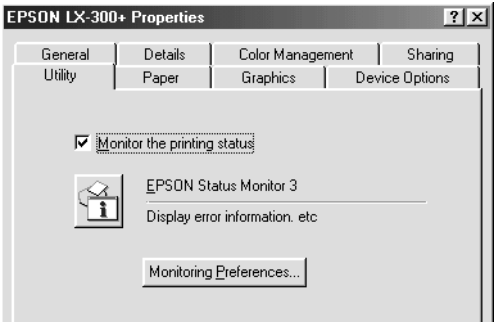 EPSON LX-300+ Properties
General Details Color Management Sharing
Utility Paper Graphics Device Options
Monitor the printing status
EPSON Status Monitor 3
Display error information. etc
Monitoring Preferences...